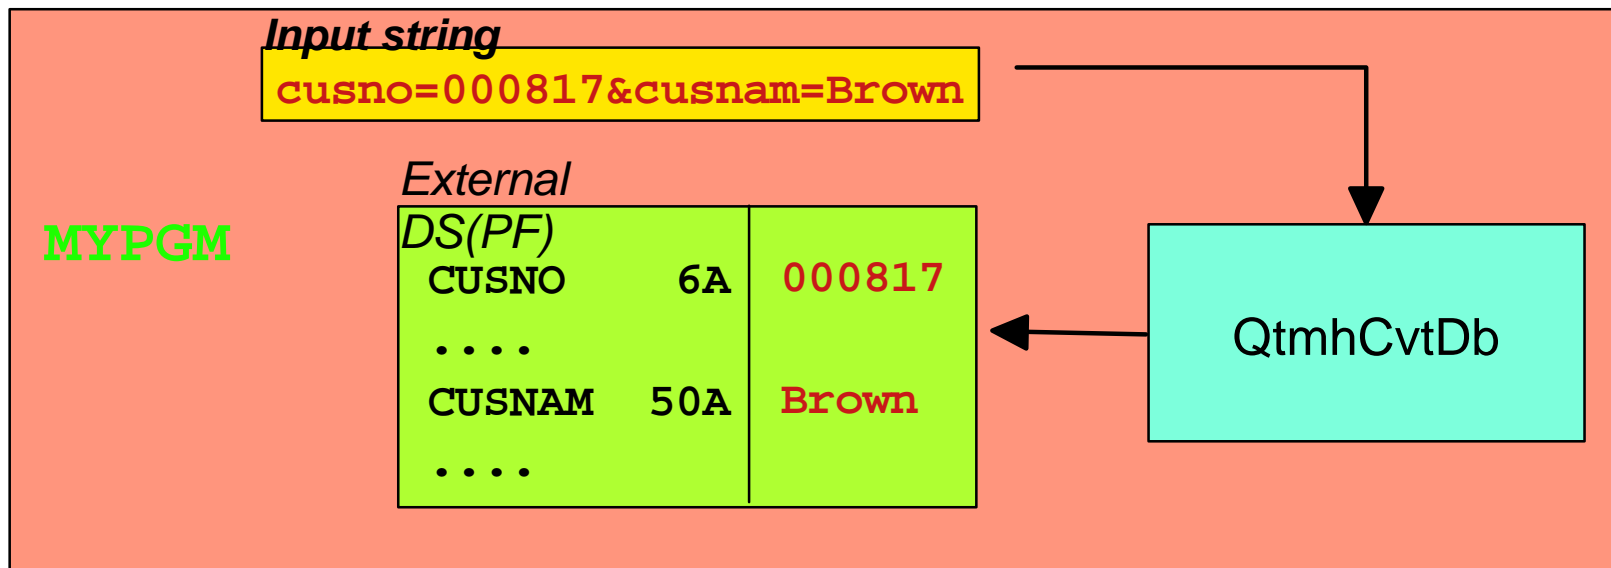 Input string
cusno=000817&cusnam=Brown
External
DS(PF)
MYPGM
CUSNO 6A 000817
....
CUSNAM 50A Brown
....
QtmhCvtDb